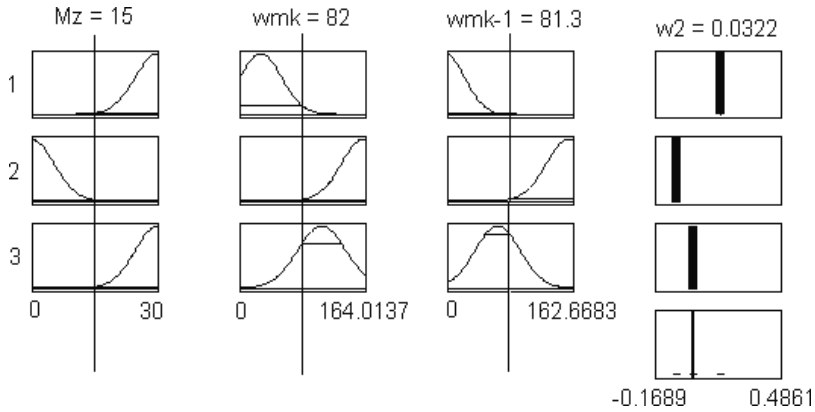 Mz = 15 wmk = 82 wmk-1 = 81.3 w2 = 0.0322
1
2
3
0 30 0 164.0137 0 162.6683
-0.1689 0.4861